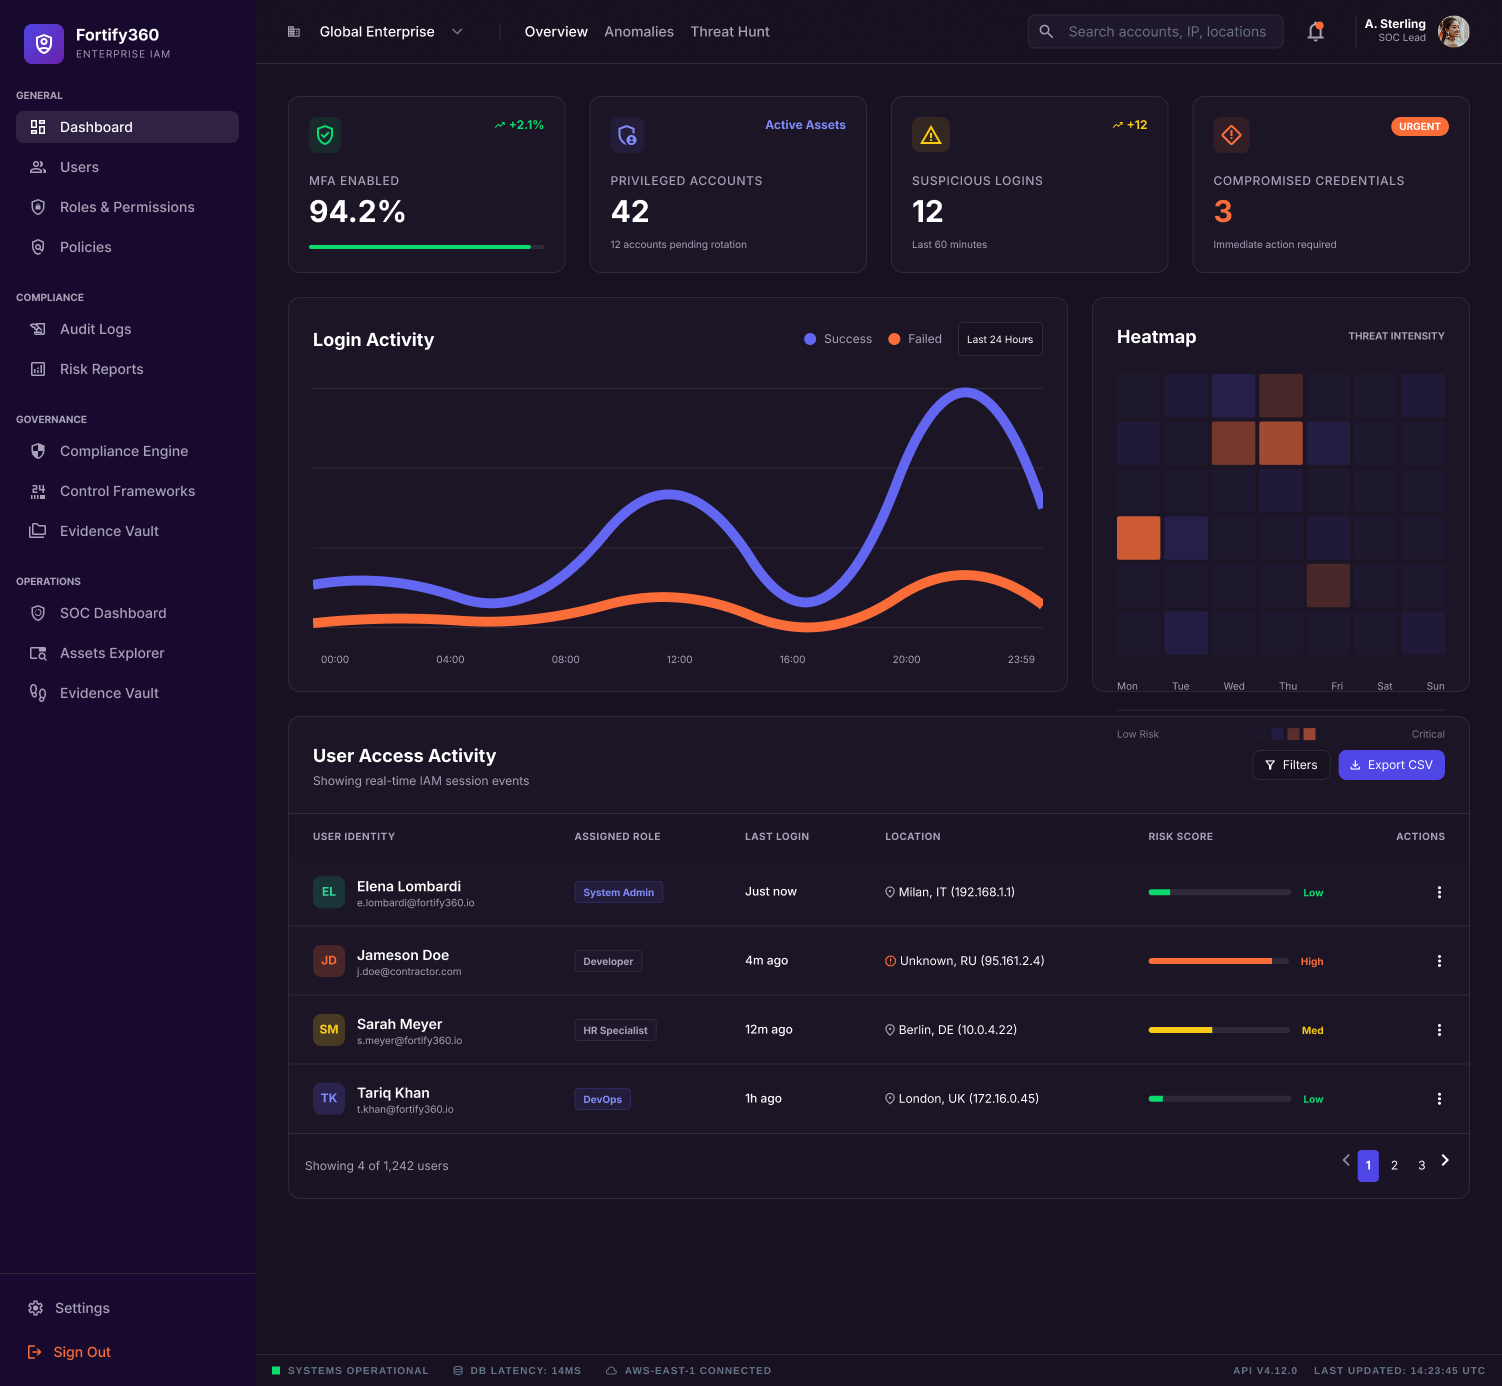 Fortify360
ENTERPRISE IAM
GENERAL
Dashboard
Users
Roles & Permissions
Policies
COMPLIANCE
Audit Logs
Risk Reports
GOVERNANCE
Compliance Engine
24
Control Frameworks
Evidence Vault
OPERATIONS
SOC Dashboard
Assets Explorer
Evidence Vault
Settings
Sign Out
Global Enterprise
Overview
Anomalies
Threat Hunt
Search accounts, IP, locations
A. Sterling
SOC Lead
+2.1%
MFA ENABLED
94.2%
Active Assets
PRIVILEGED ACCOUNTS
42
12 accounts pending rotation
+12
SUSPICIOUS LOGINS
12
Last 60 minutes
URGENT
COMPROMISED CREDENTIALS
3
Immediate action required
Login Activity
Success
Failed
Last 24 Hours
00:00 04:00 08:00 12:00 16:00 20:00 23:59
Heatmap
THREAT INTENSITY
Mon Tue Wed Thu Fri Sat Sun
Low Risk
Critical
User Access Activity
Showing real-time IAM session events
Filters
Export CSV
USER IDENTITY ASSIGNED ROLE LAST LOGIN LOCATION RISK SCORE ACTIONS
EL
Elena Lombardi
e.lombardi@fortify360.io
System Admin
Just now
Milan, IT (192.168.1.1)
Low
JD
Jameson Doe
j.doe@contractor.com
Developer
4m ago
Unknown, RU (95.161.2.4)
High
SM
Sarah Meyer
s.meyer@fortify360.io
HR Specialist
12m ago
Berlin, DE (10.0.4.22)
Med
TK
Tariq Khan
t.khan@fortify360.io
DevOps
1h ago
London, UK (172.16.0.45)
Low
Showing 4 of 1,242 users
1 2 3
SYSTEMS OPERATIONAL
DB LATENCY: 14MS
AWS-EAST-1 CONNECTED
API V4.12.0
LAST UPDATED: 14:23:45 UTC